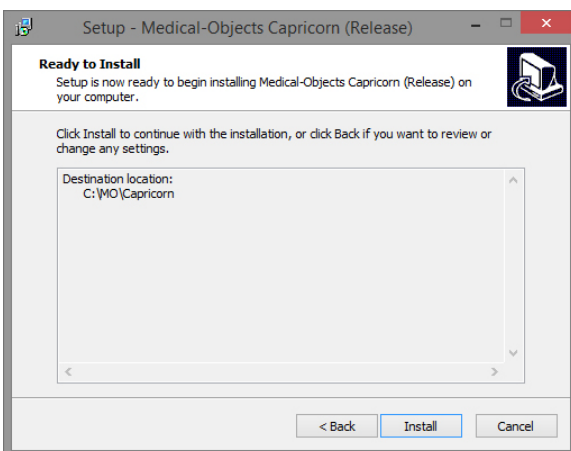 Setup - Medical-Objects Capricorn (Release)
Ready to Install
Setup is now ready to begin installing Medical-Objects Capricorn (Release) on
your computer.
Click Install to continue with the installation, or click Back if you want to review or
change any settings.
Destination location:
C:\MO\Capricorn
< Back Install Cancel